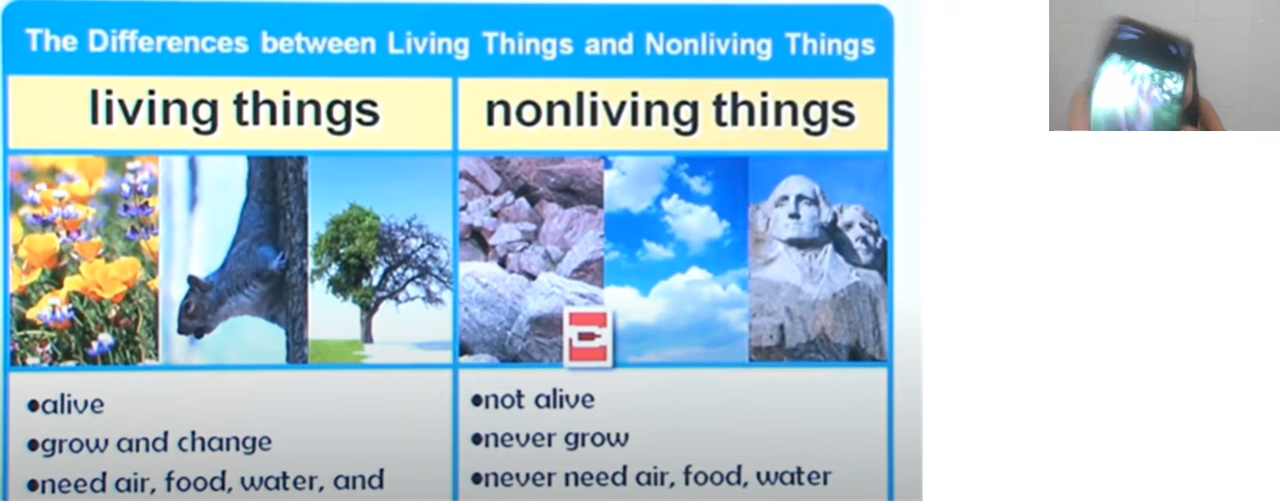 The Differences between Living Things and Nonliving Things
living things
nonliving things
•alive
•grow and change
•need air, food, water, and
•not alive
•never grow
•never need air, food, water